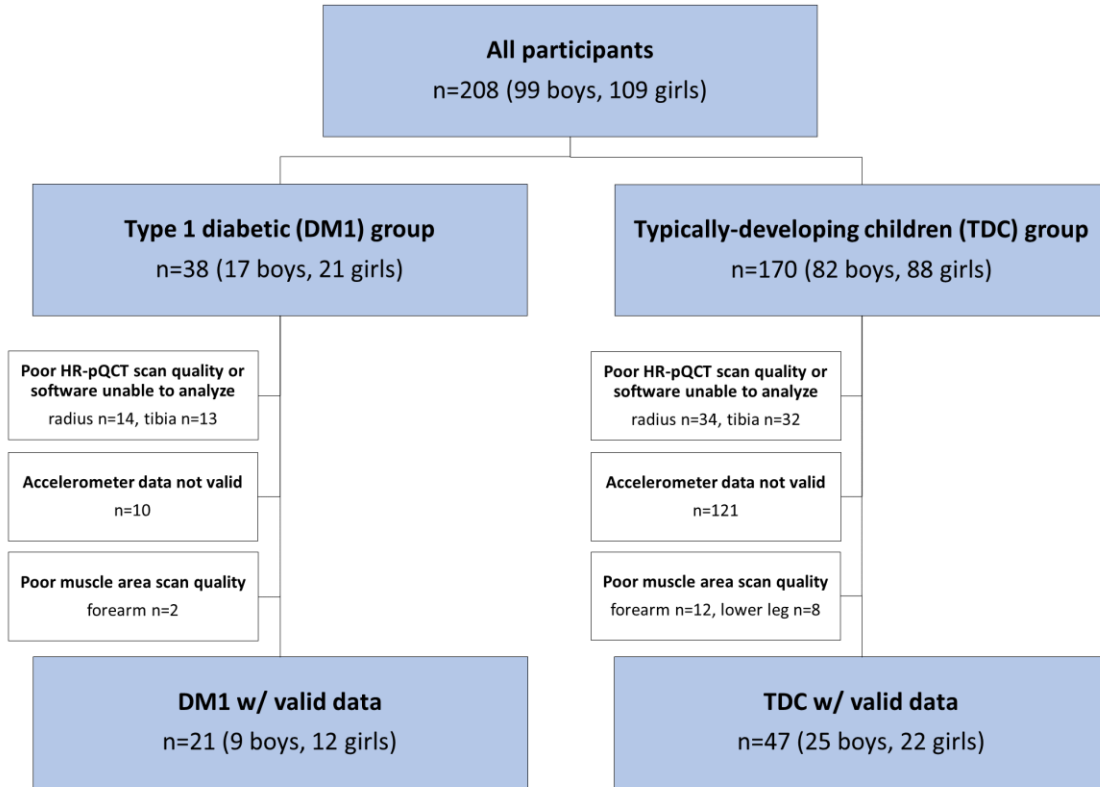 All participants
n=208 (99 boys, 109 girls)
Type 1 diabetic (DM1) group
n=38 (17 boys, 21 girls)
Typically-developing children (TDC) group
n=170 (82 boys, 88 girls)
Poor HR-pQCT scan quality or
software unable to analyze
radius n=14, tibia n=13
Poor HR-pQCT scan quality or
software unable to analyze
radius n=34, tibia n=32
Accelerometer data not valid
n=10
Accelerometer data not valid
n=121
Poor muscle area scan quality
forearm n=2
Poor muscle area scan quality
forearm n=12, lower leg n=8
DM1 w/ valid data
n=21 (9 boys, 12 girls)
TDC w/ valid data
n=47 (25 boys, 22 girls)